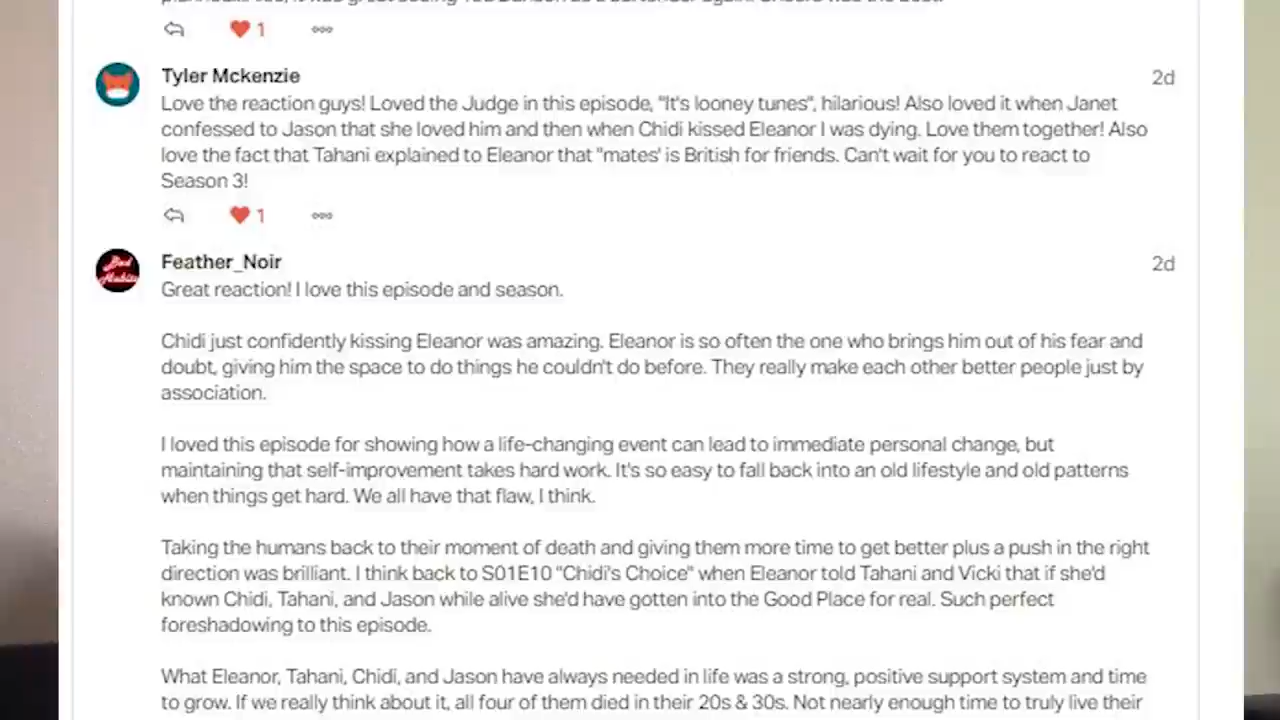 1
Tyler Mckenzie
2d
Love the reaction guys! Loved the Judge in this episode, "It's looney tunes", hilarious! Also loved it when Janet
confessed to Jason that she loved him and then when Chidi kissed Eleanor I was dying. Love them together! Also
love the fact that Tahani explained to Eleanor that "mates' is British for friends. Can't wait for you to react to
Season 3!
1
Feather_Noir
2d
Great reaction! I love this episode and season.
Chidi just confidently kissing Eleanor was amazing. Eleanor is so often the one who brings him out of his fear and
doubt, giving him the space to do things he couldn't do before. They really make each other better people just by
association.
I loved this episode for showing how a life-changing event can lead to immediate personal change, but
maintaining that self-improvement takes hard work. It's so easy to fall back into an old lifestyle and old patterns
when things get hard. We all have that flaw, I think.
Taking the humans back to their moment of death and giving them more time to get better plus a push in the right
direction was brilliant. I think back to S01E10 "Chidi's Choice" when Eleanor told Tahani and Vicki that if she'd
known Chidi, Tahani, and Jason while alive she'd have gotten into the Good Place for real. Such perfect
foreshadowing to this episode.
What Eleanor, Tahani, Chidi, and Jason have always needed in life was a strong, positive support system and time
to grow. If we really think about it, all four of them died in their 20s & 30s. Not nearly enough time to truly live their